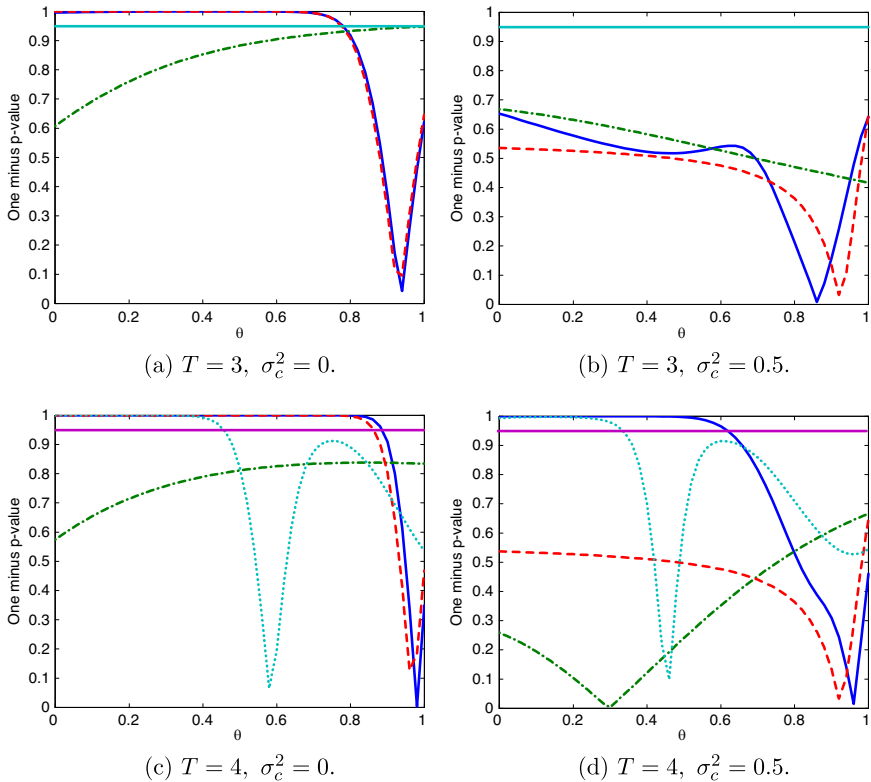 1
0.9
0.8
0.7
0.6
0.5
0.4
0.3
0.2
0.1
0
One minus p-value
0 0.2 0.4 0.6 0.8 1
θ
(a) T = 3, σ_c^2 = 0.
1
0.9
0.8
0.7
0.6
0.5
0.4
0.3
0.2
0.1
0
One minus p-value
0 0.2 0.4 0.6 0.8 1
θ
(b) T = 3, σ_c^2 = 0.5.
1
0.9
0.8
0.7
0.6
0.5
0.4
0.3
0.2
0.1
0
One minus p-value
0 0.2 0.4 0.6 0.8 1
θ
(c) T = 4, σ_c^2 = 0.
1
0.9
0.8
0.7
0.6
0.5
0.4
0.3
0.2
0.1
0
One minus p-value
0 0.2 0.4 0.6 0.8 1
θ
(d) T = 4, σ_c^2 = 0.5.